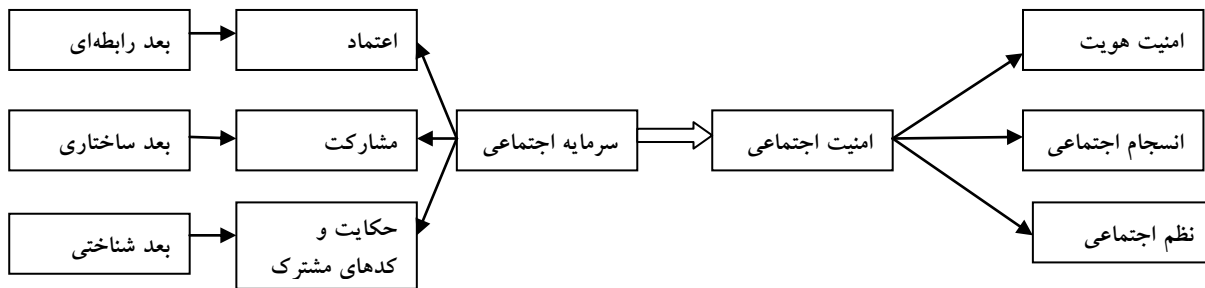 امنیت هویت
اعتماد
بعد رابطه‌ای
انسجام اجتماعی
امنیت اجتماعی
سرمایه اجتماعی
مشارکت
بعد ساختاری
نظم اجتماعی
حکایت و
کدهای مشترک
بعد شناختی